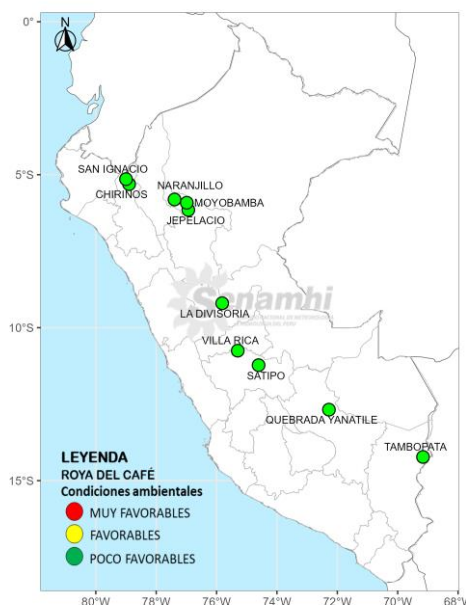 0°
N
SAN IGNACIO
CHIRINOS
NARANJILLO
MOYOBAMBA
JEPELACIO
5°S
Senamhi
LA DIVISORIA
10°S
VILLA RICA
SATIPO
QUEBRADA YANATILE
TAMBOPATA
15°S
LEYENDA
ROYA DEL CAFÉ
Condiciones ambientales
MUY FAVORABLES
FAVORABLES
POCO FAVORABLES
80°W 78°W 76°W 74°W 72°W 70°W 68°W